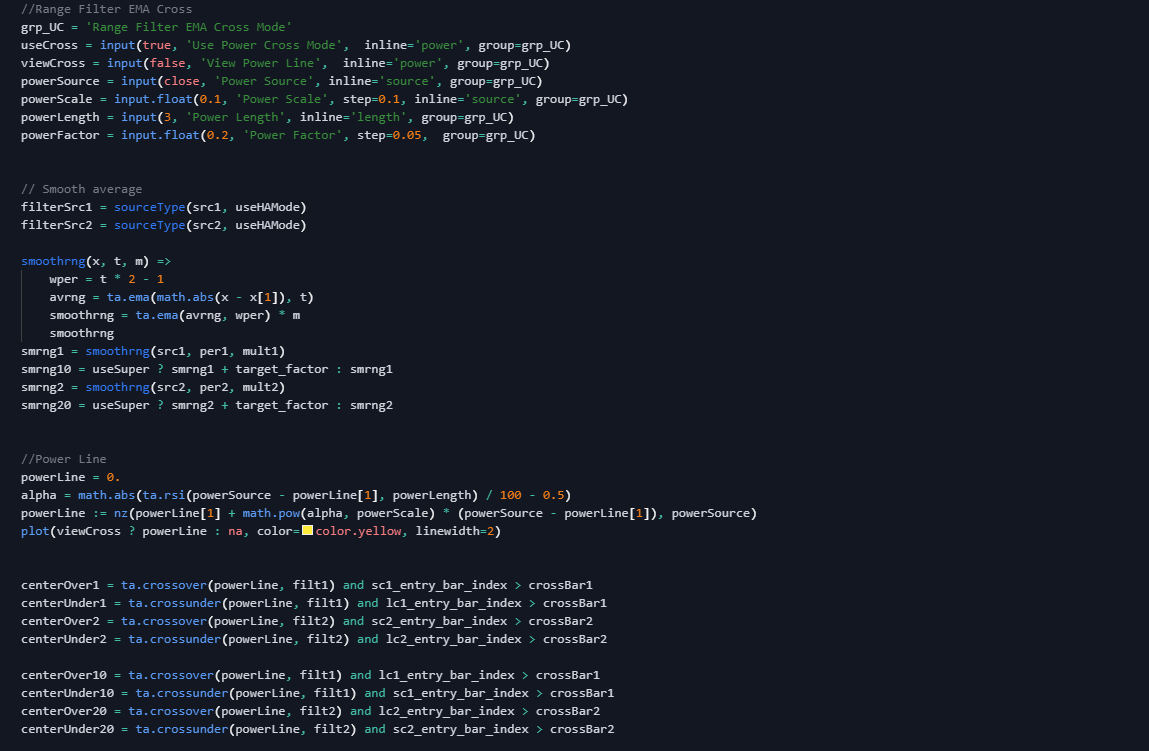 //Range Filter EMA Cross
grp_UC = 'Range Filter EMA Cross Mode'
useCross = input(true, 'Use Power Cross Mode',  inline='power', group=grp_UC)
viewCross = input(false, 'View Power Line',  inline='power', group=grp_UC)
powerSource = input(close, 'Power Source', inline='source', group=grp_UC)
powerScale = input.float(0.1, 'Power Scale', step=0.1, inline='source', group=grp_UC)
powerLength = input(3, 'Power Length', inline='length', group=grp_UC)
powerFactor = input.float(0.2, 'Power Factor', step=0.05,  group=grp_UC)
// Smooth average
filterSrc1 = sourceType(src1, useHAMode)
filterSrc2 = sourceType(src2, useHAMode)
smoothrng(x, t, m) =>
    wper = t * 2 - 1
    avrng = ta.ema(math.abs(x - x[1]), t)
    smoothrng = ta.ema(avrng, wper) * m
    smoothrng
smrng1 = smoothrng(src1, per1, mult1)
smrng10 = useSuper ? smrng1 + target_factor : smrng1
smrng2 = smoothrng(src2, per2, mult2)
smrng20 = useSuper ? smrng2 + target_factor : smrng2
//Power Line
powerLine = 0.
alpha = math.abs(ta.rsi(powerSource - powerLine[1], powerLength) / 100 - 0.5)
powerLine := nz(powerLine[1] + math.pow(alpha, powerScale) * (powerSource - powerLine[1]), powerSource)
plot(viewCross ? powerLine : na, color=color.yellow, linewidth=2)
centerOver1 = ta.crossover(powerLine, filt1) and sc1_entry_bar_index > crossBar1
centerUnder1 = ta.crossunder(powerLine, filt1) and lc1_entry_bar_index > crossBar1
centerOver2 = ta.crossover(powerLine, filt2) and sc2_entry_bar_index > crossBar2
centerUnder2 = ta.crossunder(powerLine, filt2) and lc2_entry_bar_index > crossBar2
centerOver10 = ta.crossover(powerLine, filt1) and lc1_entry_bar_index > crossBar1
centerUnder10 = ta.crossunder(powerLine, filt1) and sc1_entry_bar_index > crossBar1
centerOver20 = ta.crossover(powerLine, filt2) and lc2_entry_bar_index > crossBar2
centerUnder20 = ta.crossunder(powerLine, filt2) and sc2_entry_bar_index > crossBar2